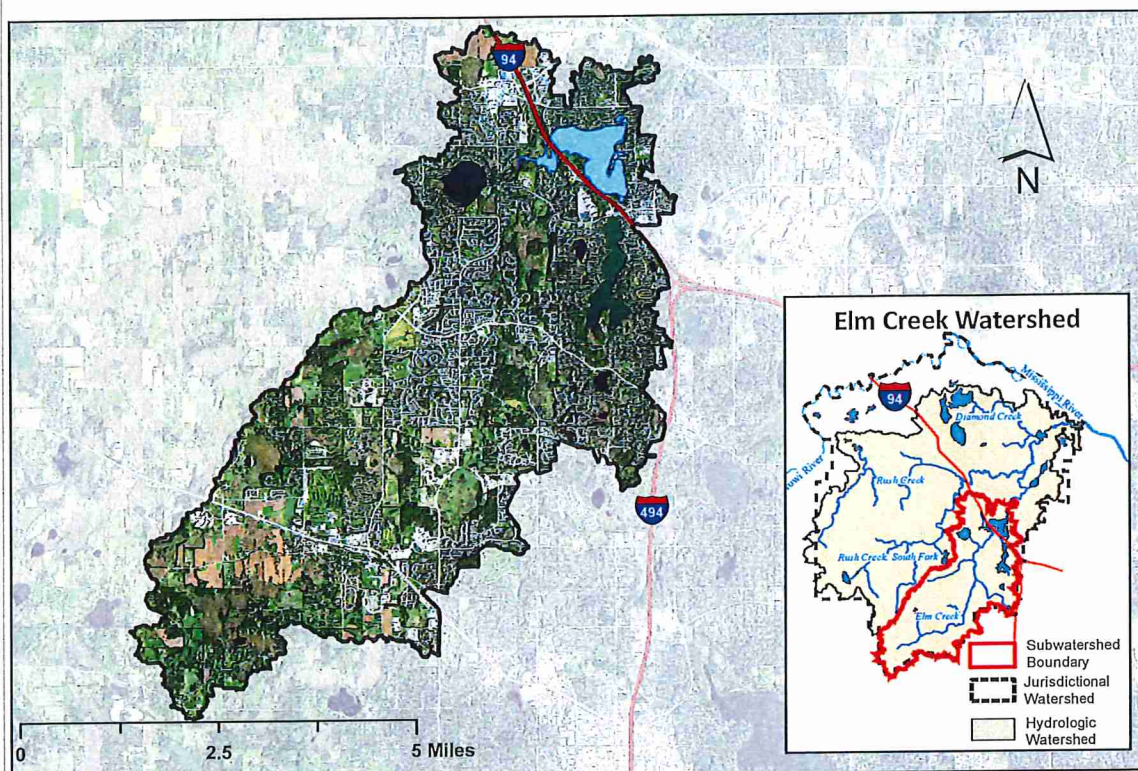 94
N
494
0
2.5
5 Miles
Elm Creek Watershed
94
Mississippi River
Diamond Creek
Rush Creek
Rush Creek, South Fork
Elm Creek
River
Subwatershed
Boundary
Jurisdictional
Watershed
Hydrologic
Watershed